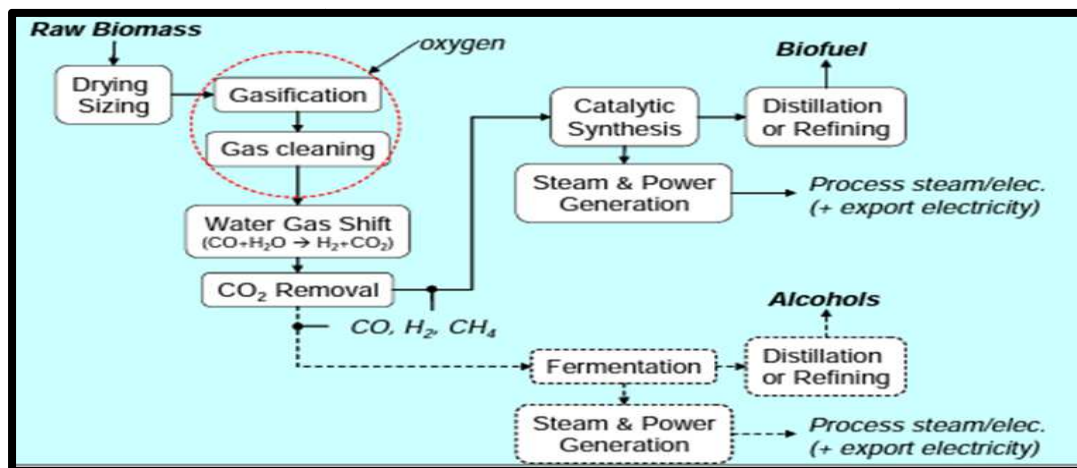 Raw Biomass
oxygen
Drying
Sizing
Gasification
Gas cleaning
Water Gas Shift
(CO+H₂O → H₂+CO₂)
CO₂ Removal
CO, H₂, CH₄
Catalytic
Synthesis
Biofuel
Distillation
or Refining
Steam & Power
Generation
Process steam/elec.
(+ export electricity)
Fermentation
Alcohols
Distillation
or Refining
Steam & Power
Generation
Process steam/elec.
(+ export electricity)